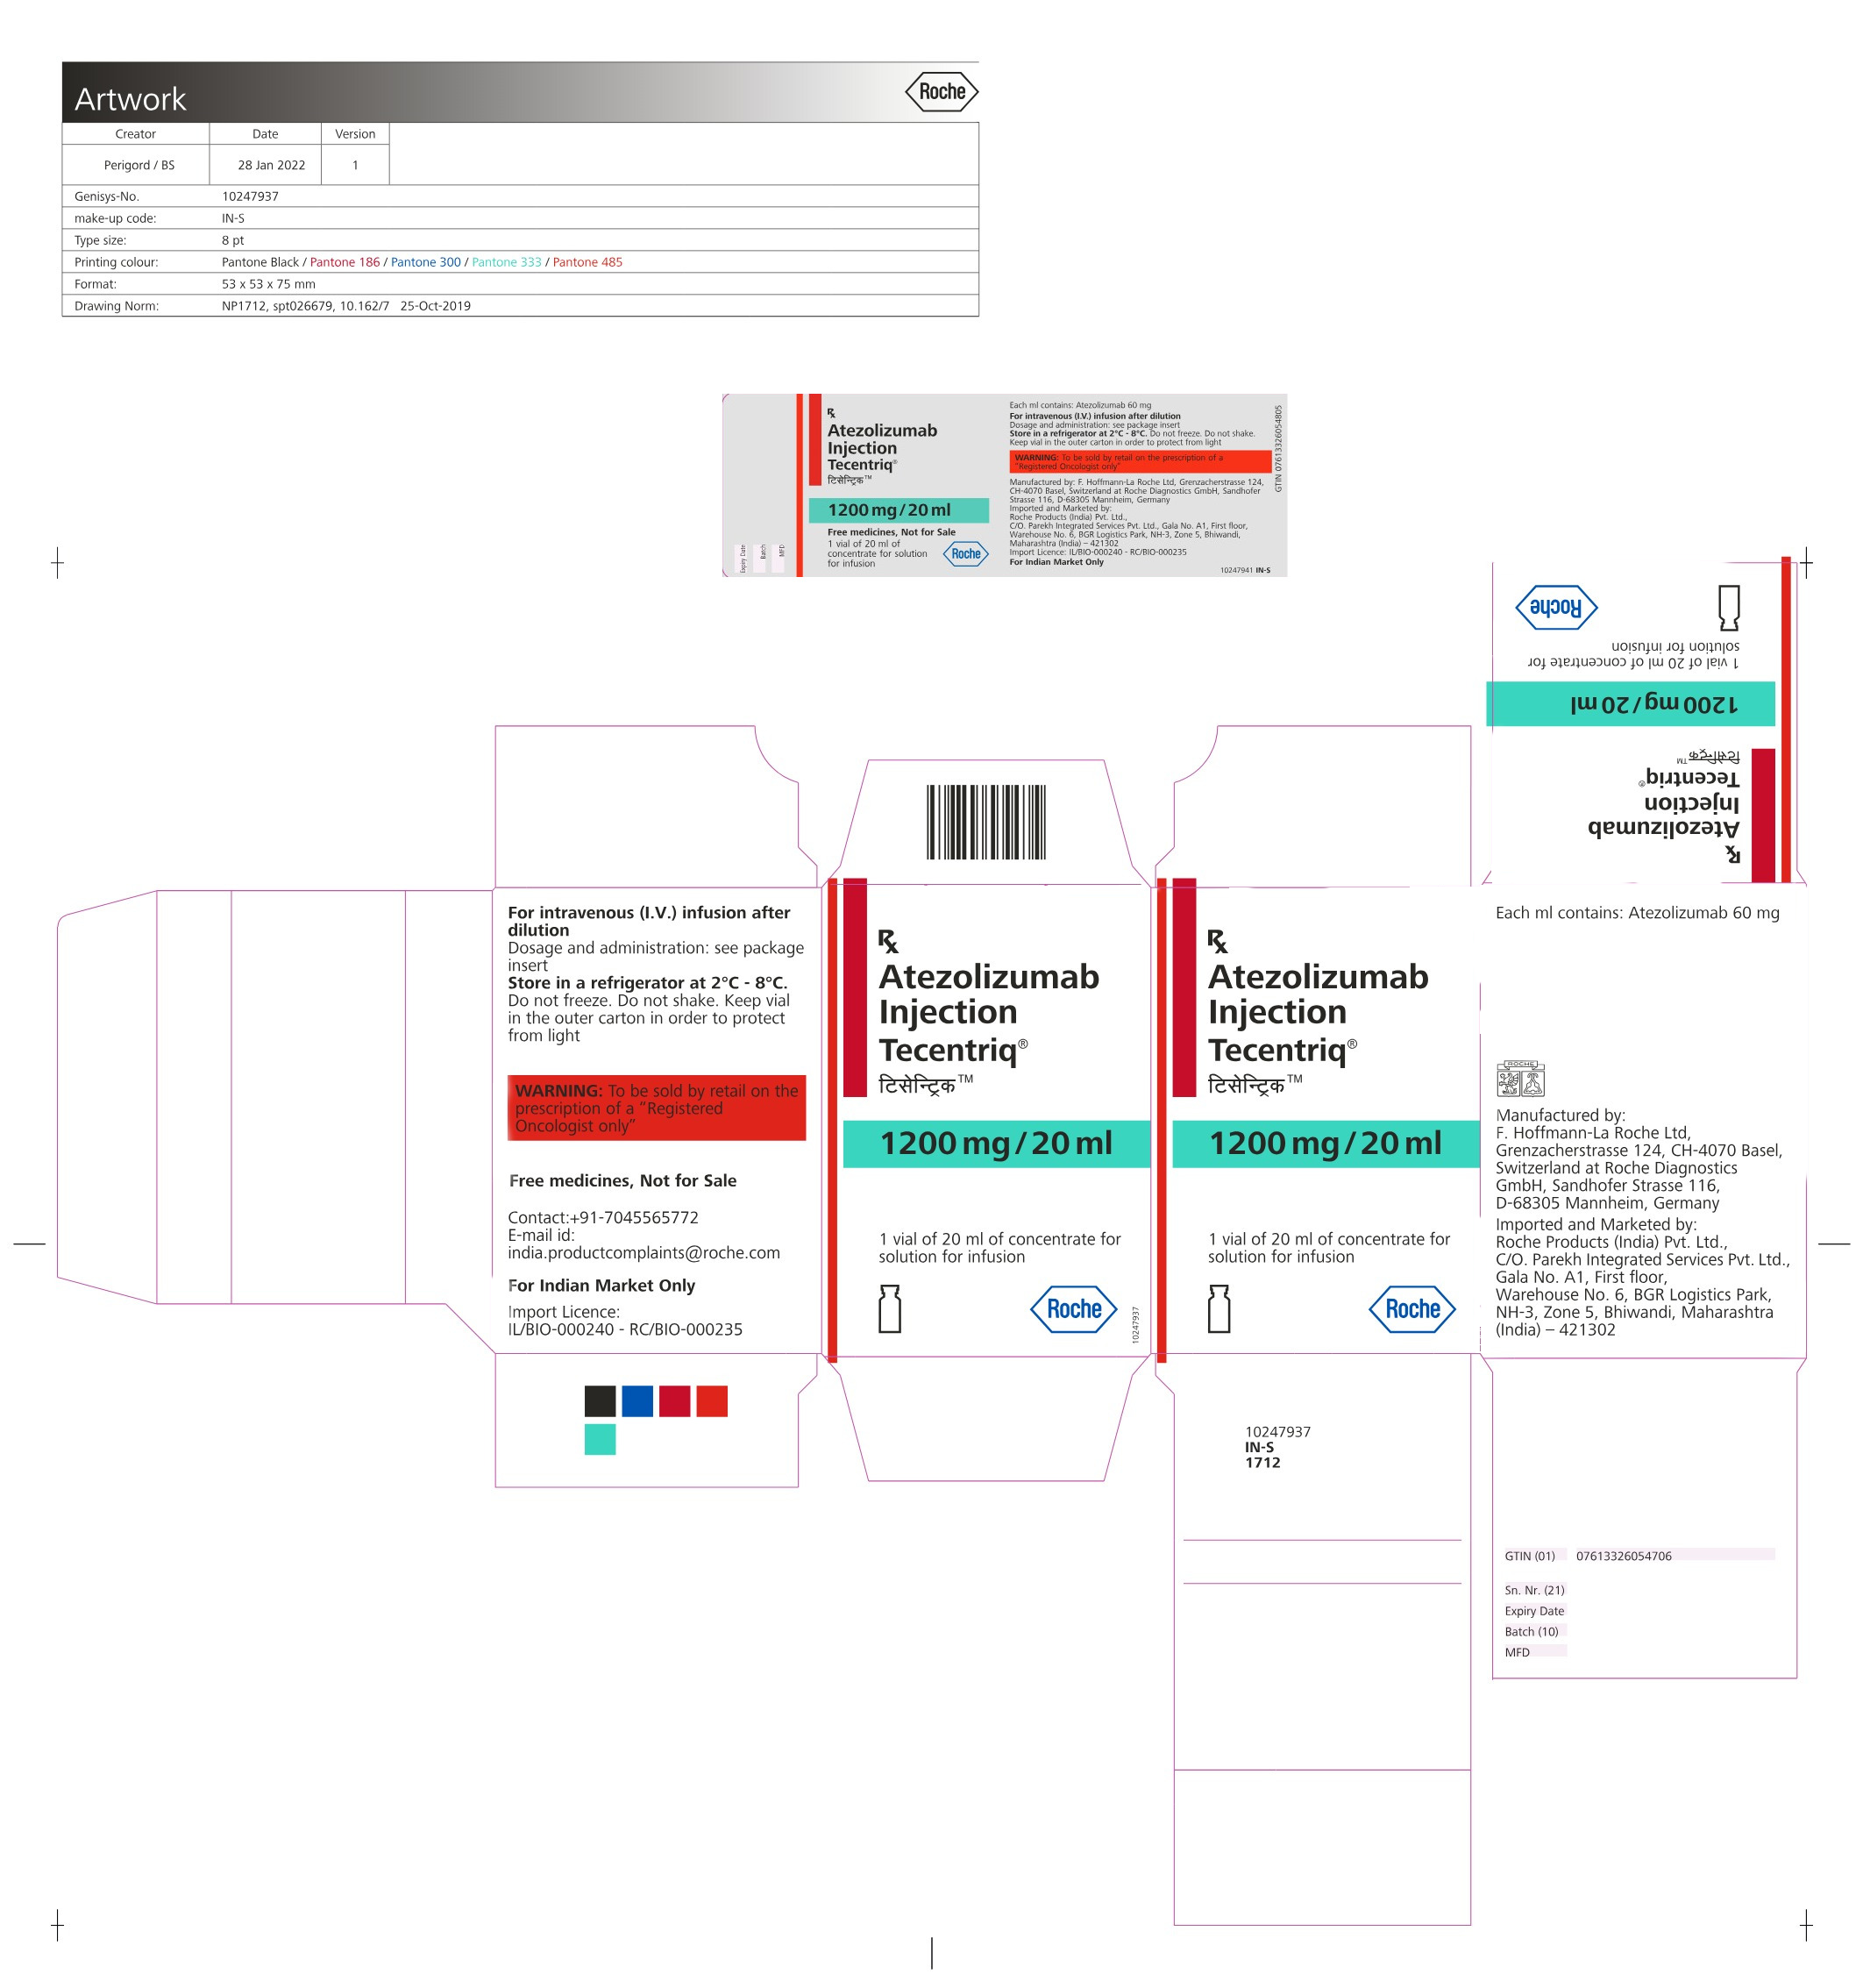 Artwork
Roche
Creator Date Version
Perigord / BS 28 Jan 2022 1
Genisys-No. 10247937
make-up code: IN-S
Type size: 8 pt
Printing colour: Pantone Black / Pantone 186 / Pantone 300 / Pantone 333 / Pantone 485
Format: 53 x 53 x 75 mm
Drawing Norm: NP1712, spt026679, 10.162/7 25-Oct-2019
Expiry Date
Batch
MFD
℞
Atezolizumab
Injection
Tecentriq®
टिसेन्ट्रिक™
1200 mg / 20 ml
Free medicines, Not for Sale
1 vial of 20 ml of
concentrate for solution
for infusion
Roche
Each ml contains: Atezolizumab 60 mg
For intravenous (I.V.) infusion after dilution
Dosage and administration: see package insert
Store in a refrigerator at 2°C - 8°C. Do not freeze. Do not shake.
Keep vial in the outer carton in order to protect from light
WARNING: To be sold by retail on the prescription of a
“Registered Oncologist only”
Manufactured by: F. Hoffmann-La Roche Ltd, Grenzacherstrasse 124,
CH-4070 Basel, Switzerland at Roche Diagnostics GmbH, Sandhofer
Strasse 116, D-68305 Mannheim, Germany
Imported and Marketed by:
Roche Products (India) Pvt. Ltd.,
C/O. Parekh Integrated Services Pvt. Ltd., Gala No. A1, First floor,
Warehouse No. 6, BGR Logistics Park, NH-3, Zone 5, Bhiwandi,
Maharashtra (India) – 421302
Import Licence: IL/BIO-000240 - RC/BIO-000235
For Indian Market Only
10247941 IN-S
GTIN 07613326054805
℞
Atezolizumab
Injection
Tecentriq®
टिसेन्ट्रिक™
1200 mg / 20 ml
1 vial of 20 ml of concentrate for
solution for infusion
Roche
For intravenous (I.V.) infusion after
dilution
Dosage and administration: see package
insert
Store in a refrigerator at 2°C - 8°C.
Do not freeze. Do not shake. Keep vial
in the outer carton in order to protect
from light
WARNING: To be sold by retail on the
prescription of a “Registered
Oncologist only”
Free medicines, Not for Sale
Contact:+91-7045565772
E-mail id:
india.productcomplaints@roche.com
For Indian Market Only
Import Licence:
IL/BIO-000240 - RC/BIO-000235
℞
Atezolizumab
Injection
Tecentriq®
टिसेन्ट्रिक™
1200 mg / 20 ml
1 vial of 20 ml of concentrate for
solution for infusion
Roche
10247937
℞
Atezolizumab
Injection
Tecentriq®
टिसेन्ट्रिक™
1200 mg / 20 ml
1 vial of 20 ml of concentrate for
solution for infusion
Roche
Each ml contains: Atezolizumab 60 mg
ROCHE
Manufactured by:
F. Hoffmann-La Roche Ltd,
Grenzacherstrasse 124, CH-4070 Basel,
Switzerland at Roche Diagnostics
GmbH, Sandhofer Strasse 116,
D-68305 Mannheim, Germany
Imported and Marketed by:
Roche Products (India) Pvt. Ltd.,
C/O. Parekh Integrated Services Pvt. Ltd.,
Gala No. A1, First floor,
Warehouse No. 6, BGR Logistics Park,
NH-3, Zone 5, Bhiwandi, Maharashtra
(India) – 421302
10247937
IN-S
1712
GTIN (01) 07613326054706
Sn. Nr. (21)
Expiry Date
Batch (10)
MFD